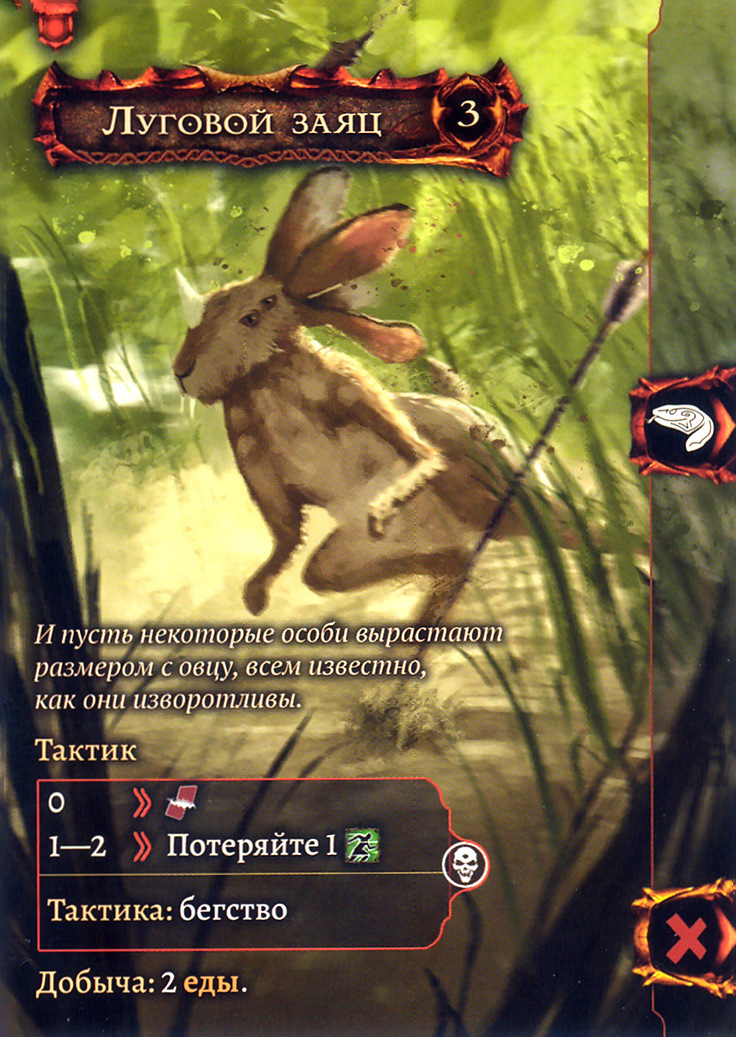 Луговой заяц 3
И пусть некоторые особи вырастают
размером с овцу, всем известно,
как они изворотливы.
Тактик
0
1—2 Потеряйте 1
Тактика: бегство
Добыча: 2 еды.